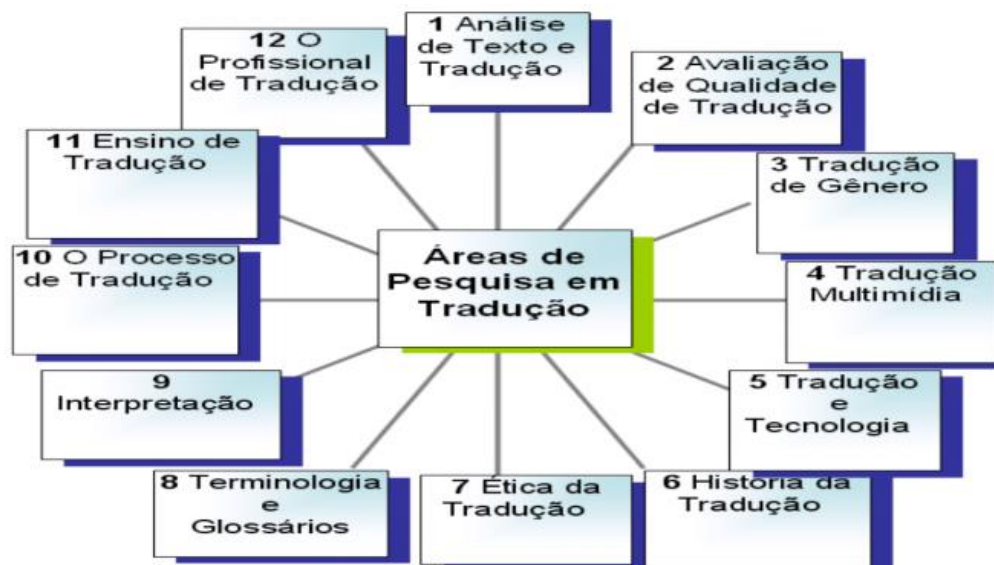 Áreas de
Pesquisa em
Tradução
1 Análise
de Texto e
Tradução
2 Avaliação
de Qualidade
de Tradução
3 Tradução
de Gênero
4 Tradução
Multimídia
5 Tradução
e
Tecnologia
6 História da
Tradução
7 Ética da
Tradução
8 Terminologia
e
Glossários
9
Interpretação
10 O Processo
de Tradução
11 Ensino de
Tradução
12 O
Profissional
de Tradução